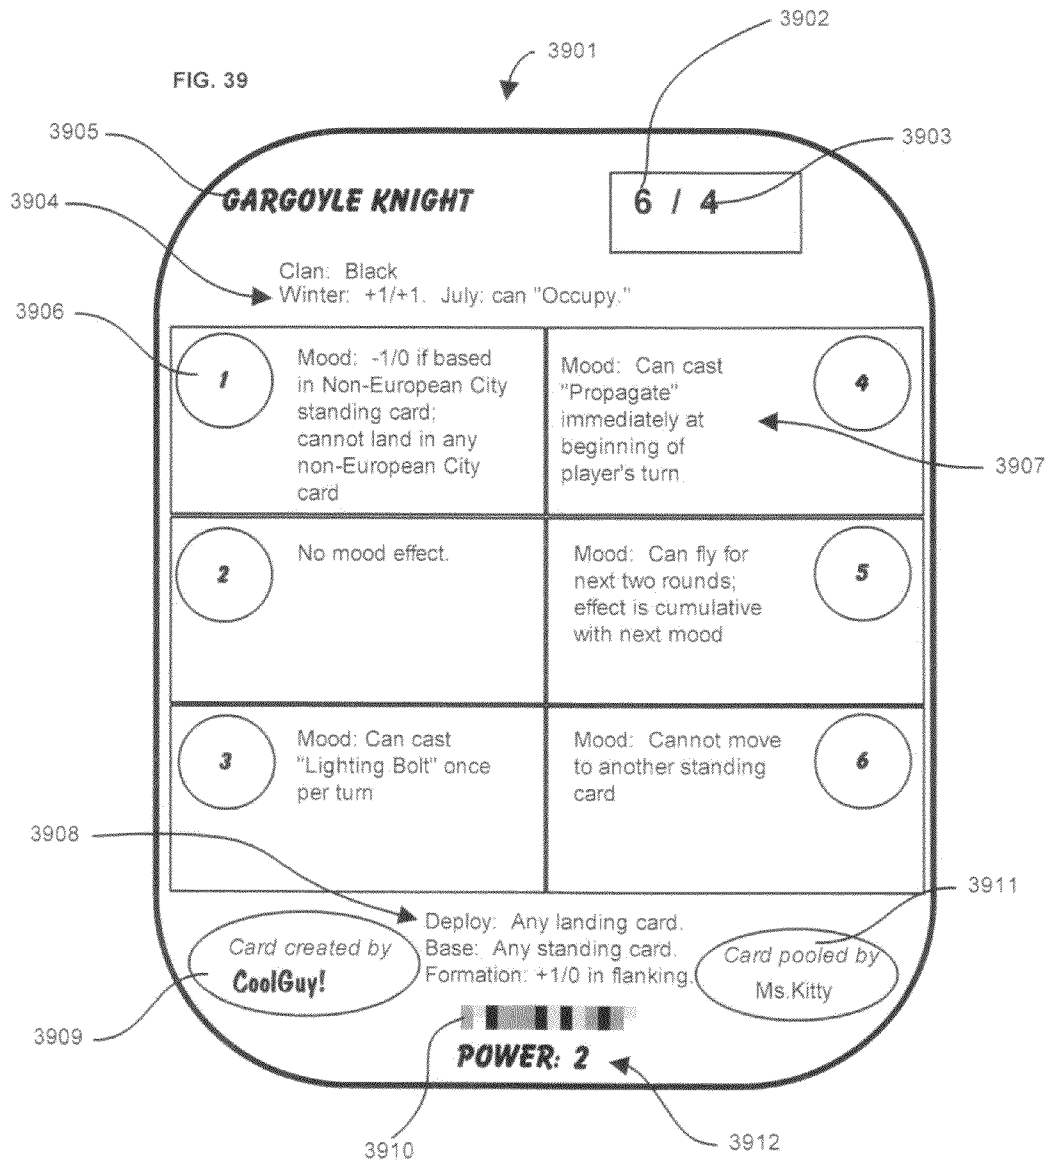 3902
3901
FIG. 39
3905
3903
GARGOYLE KNIGHT
6 / 4
3904
Clan: Black
Winter: +1/+1. July: can "Occupy."
3906
1
Mood: -1/0 if based
in Non-European City
standing card;
cannot land in any
non-European City
card
Mood: Can cast
"Propagate"
immediately at
beginning of
player's turn
4
3907
2
No mood effect.
Mood: Can fly for
next two rounds;
effect is cumulative
with next mood
5
3
Mood: Can cast
"Lighting Bolt" once
per turn
Mood: Cannot move
to another standing
card
6
3908
3911
Deploy: Any landing card.
Base: Any standing card.
Formation: +1/0 in flanking.
Card created by
CoolGuy!
Card pooled by
Ms.Kitty
3909
POWER: 2
3910
3912